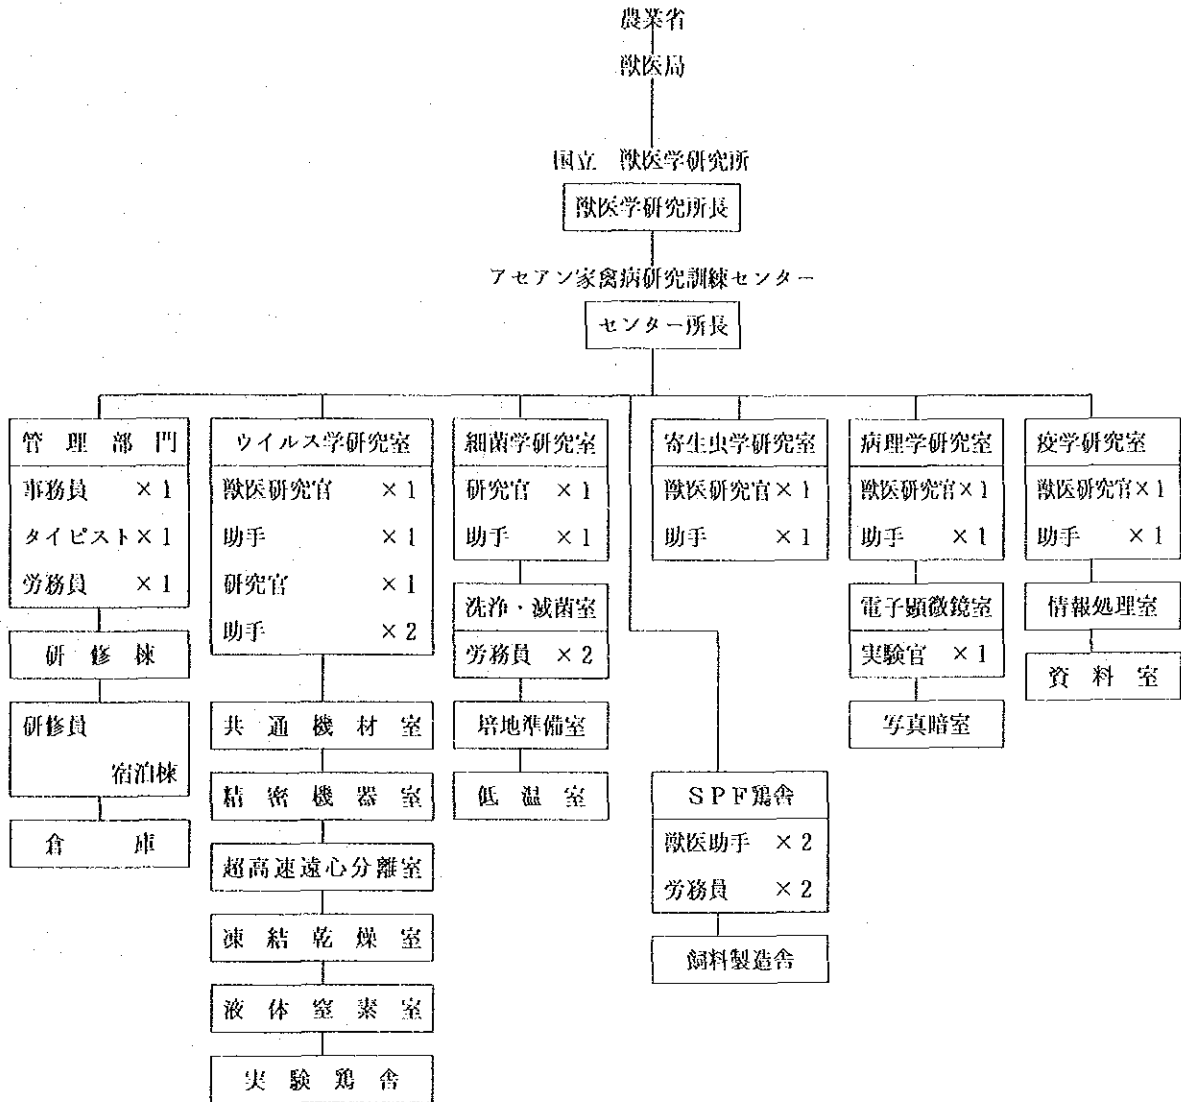 農業省
獣医局
国立 獣医学研究所
獣医学研究所長
アセアン家禽病研究訓練センター
センター所長
管理部門
事務員 ×1
タイピスト×1
労務員 ×1
研修棟
研修員
宿泊棟
倉庫
ウイルス学研究室
獣医研究官 ×1
助手 ×1
研究官 ×1
助手 ×2
共通機材室
精密機器室
超高速遠心分離室
凍結乾燥室
液体窒素室
実験鶏舎
細菌学研究室
研究官 ×1
助手 ×1
洗浄・滅菌室
労務員 ×2
培地準備室
低温室
寄生虫学研究室
獣医研究官×1
助手 ×1
SPF鶏舎
獣医助手 ×2
労務員 ×2
飼料製造舎
病理学研究室
獣医研究官×1
助手 ×1
電子顕微鏡室
実験官 ×1
写真暗室
疫学研究室
獣医研究官×1
助手 ×1
情報処理室
資料室